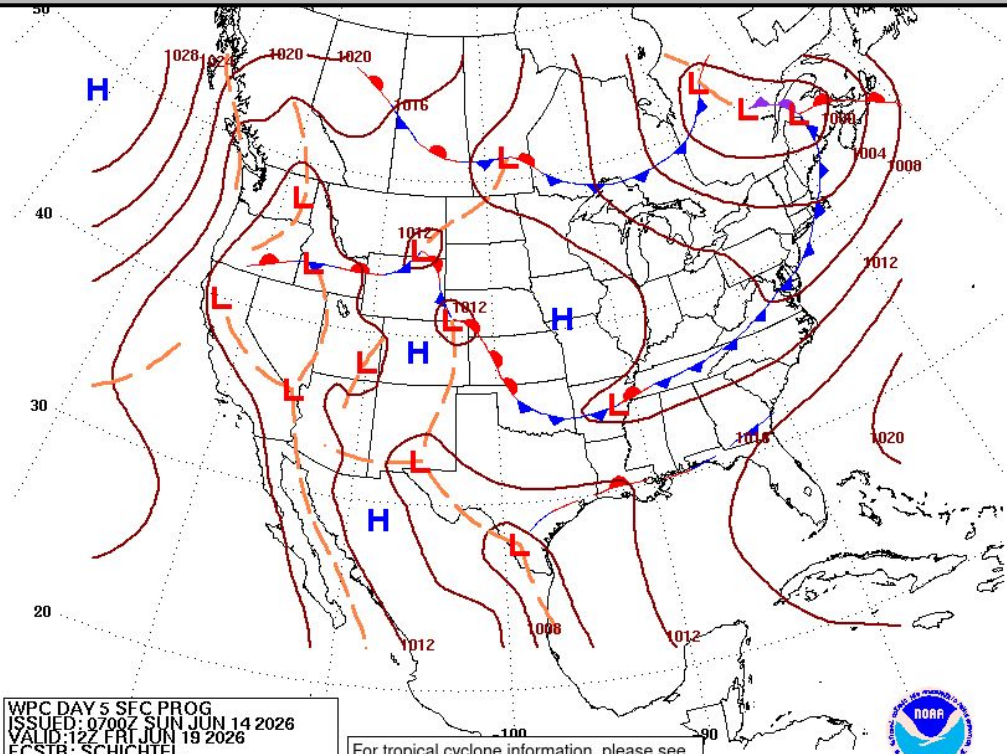 50
1028
1024
1020
1020
H
1016
L
L
L
L
1000
1004
1008
L
40
L
1012
L
L
1012
L
1012
L
H
H
L
L
30
L
1016
1020
L
H
L
20
1008
1012
1012
WPC DAY 5 SFC PROG
ISSUED: 0700Z SUN JUN 14 2026
VALID:12Z FRI JUN 19 2026
FCSTR: SCHICHTEL
-100
90
For tropical cyclone information, please see
NOAA